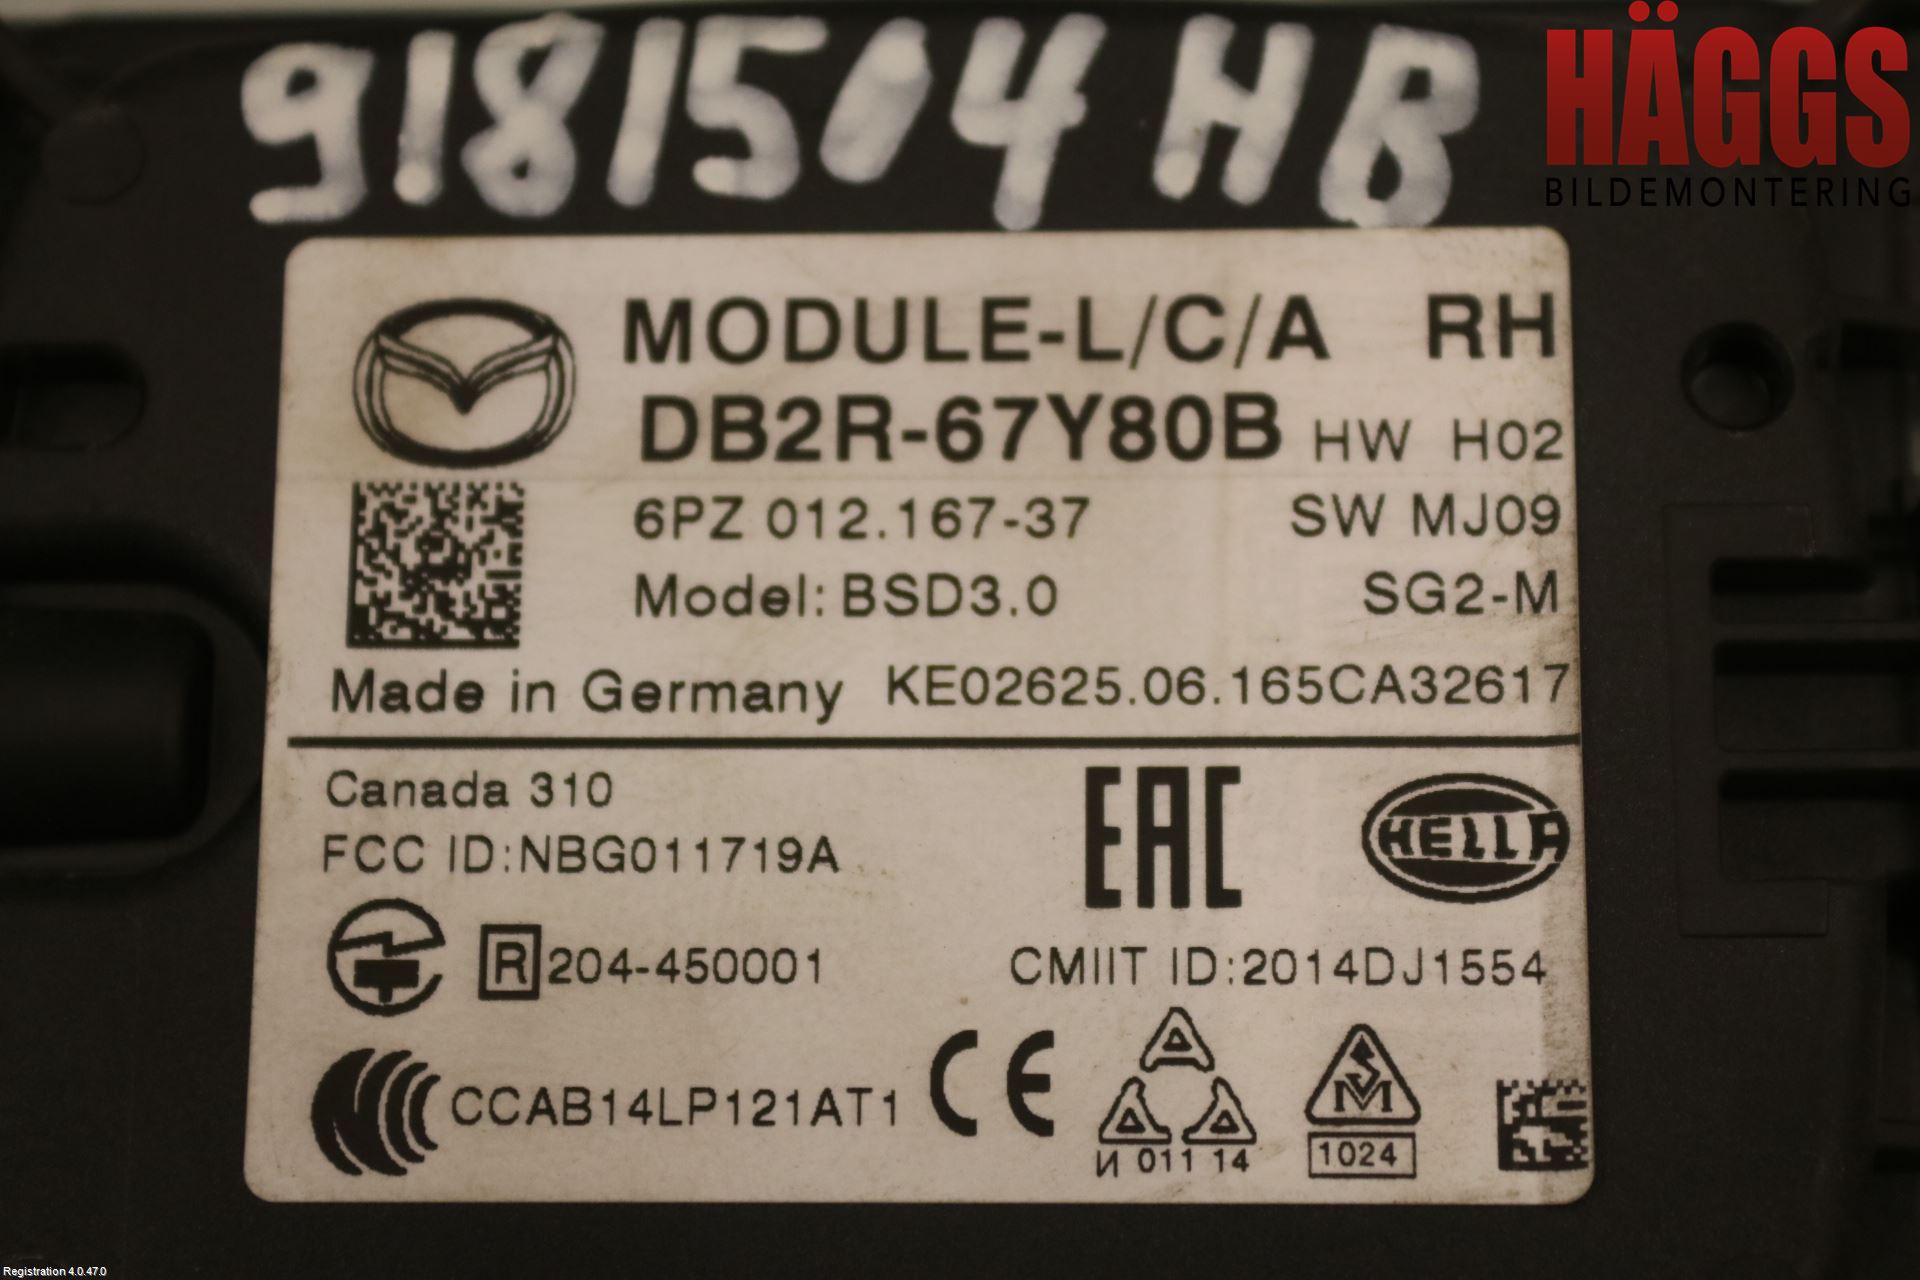 9181504 HB
HÄGGS
BILDEMONTERING
MODULE-L/C/A RH
DB2R-67Y80B HW H02
6PZ 012.167-37 SW MJ09
Model: BSD3.0 SG2-M
Made in Germany KE02625.06.165CA32617
Canada 310
FCC ID:NBG011719A
EAC
HELLA
R 204-450001 CMIIT ID:2014DJ1554
CCAB14LP121AT1 CE
И 011 14
SM
1024
Registration 4.0.47.0